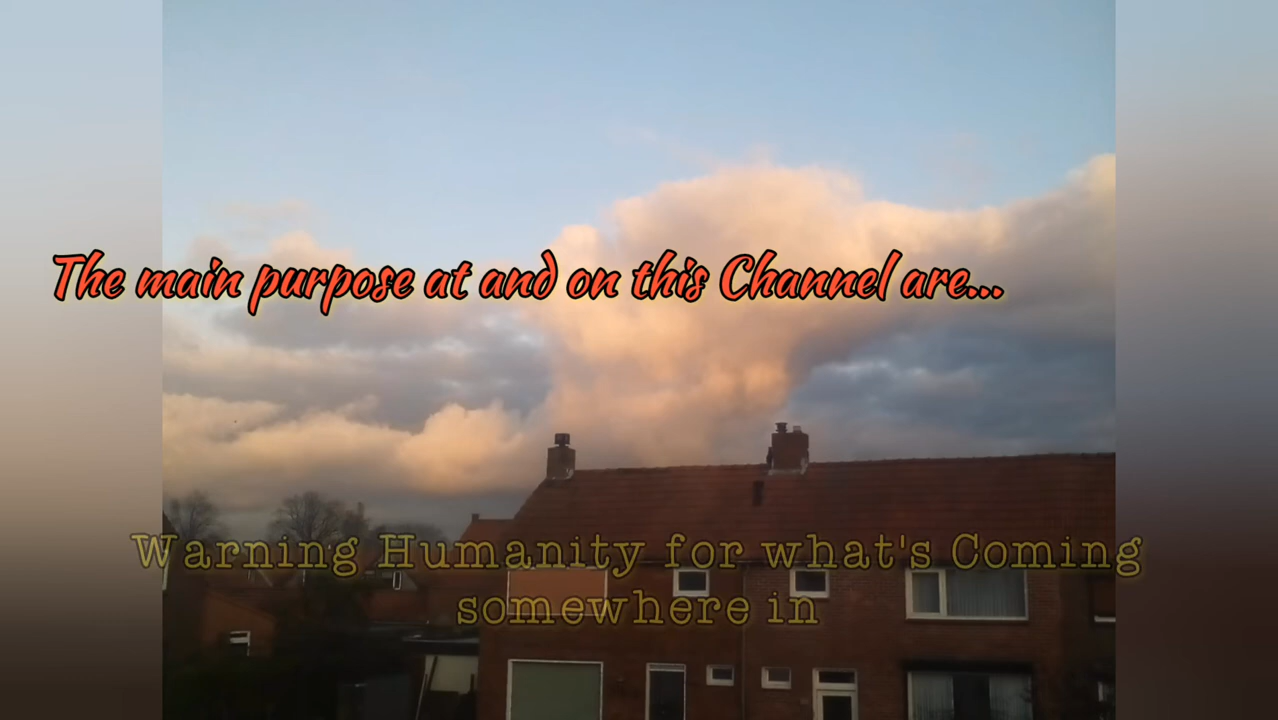 The main purpose at and on this Channel are...
Warning Humanity for what's Coming
somewhere in